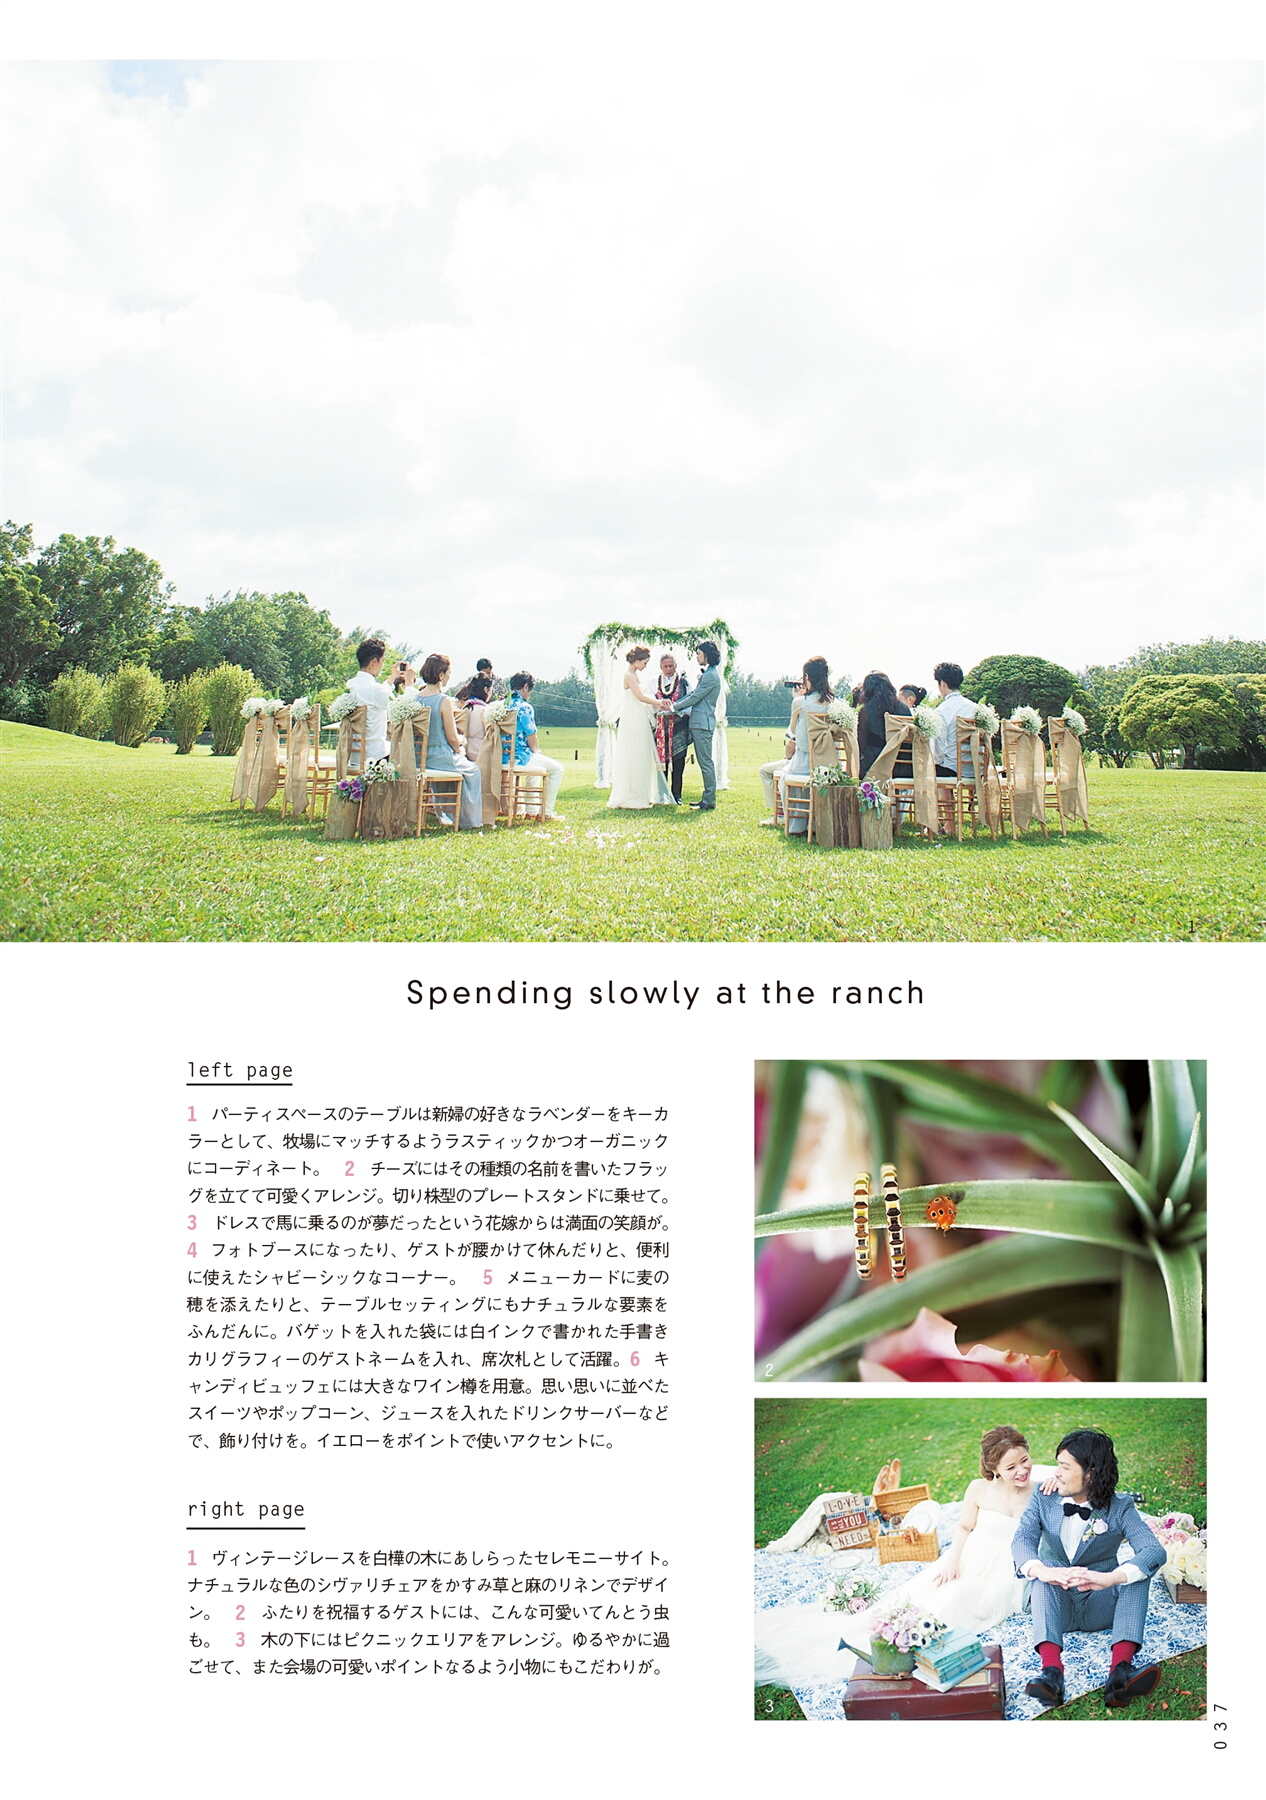 1
Spending slowly at the ranch
left page
1 パーティスペースのテーブルは新婦の好きなラベンダーをキーカ
ラーとして、牧場にマッチするようラスティックかつオーガニック
にコーディネート。 2 チーズにはその種類の名前を書いたフラッ
グを立てて可愛くアレンジ。切り株型のプレートスタンドに乗せて。
3 ドレスで馬に乗るのが夢だったという花嫁からは満面の笑顔が。
4 フォトブースになったり、ゲストが腰かけて休んだりと、便利
に使えたシャビーシックなコーナー。 5 メニューカードに麦の
穂を添えたりと、テーブルセッティングにもナチュラルな要素を
ふんだんに。バゲットを入れた袋には白インクで書かれた手書き
カリグラフィーのゲストネームを入れ、席次札として活躍。6 キ
ャンディビュッフェには大きなワイン樽を用意。思い思いに並べた
スイーツやポップコーン、ジュースを入れたドリンクサーバーなど
で、飾り付けを。イエローをポイントで使いアクセントに。
right page
1 ヴィンテージレースを白樺の木にあしらったセレモニーサイト。
ナチュラルな色のシヴァリチェアをかすみ草と麻のリネンでデザイ
ン。 2 ふたりを祝福するゲストには、こんな可愛いてんとう虫
も。 3 木の下にはピクニックエリアをアレンジ。ゆるやかに過
ごせて、また会場の可愛いポイントなるよう小物にもこだわりが。
2
L·O·V·E
YOU
NEED
3
037